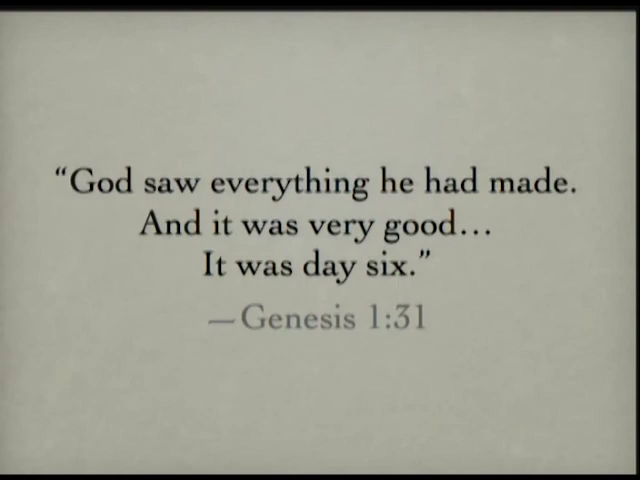 “God saw everything he had made.
And it was very good…
It was day six.”
—Genesis 1:31